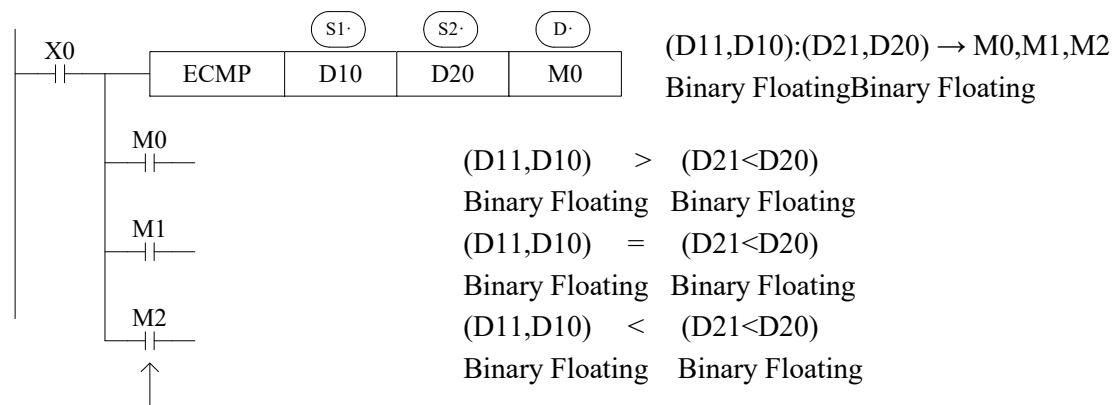 S1· S2· D·
X0
ECMP D10 D20 M0
(D11,D10):(D21,D20) → M0,M1,M2
Binary FloatingBinary Floating
M0
(D11,D10) > (D21<D20)
Binary Floating Binary Floating
M1
(D11,D10) = (D21<D20)
Binary Floating Binary Floating
M2
(D11,D10) < (D21<D20)
Binary Floating Binary Floating